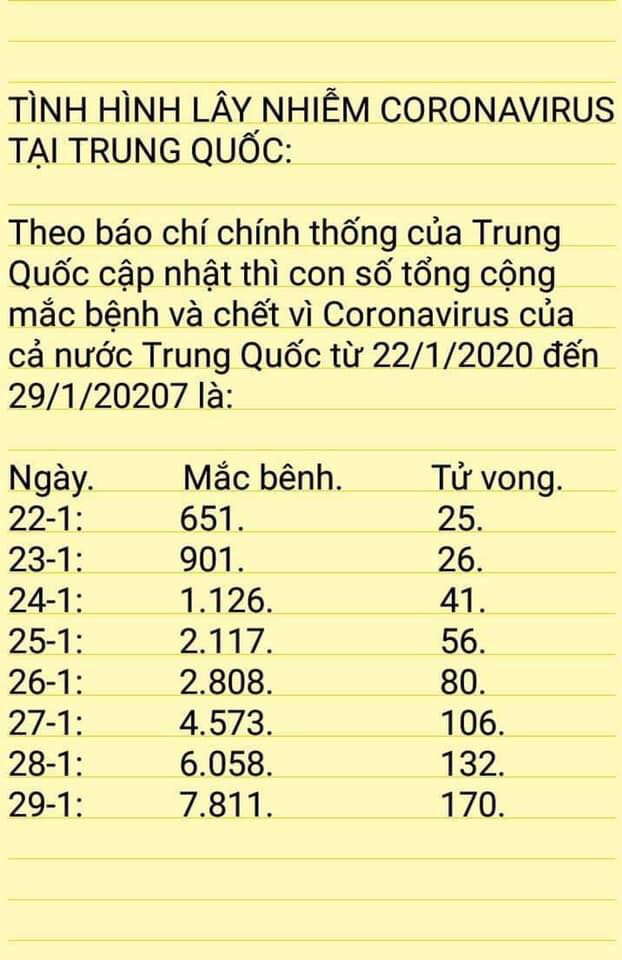 TÌNH HÌNH LÂY NHIỄM CORONAVIRUS
TẠI TRUNG QUỐC:
Theo báo chí chính thống của Trung
Quốc cập nhật thì con số tổng cộng
mắc bệnh và chết vì Coronavirus của
cả nước Trung Quốc từ 22/1/2020 đến
29/1/20207 là:
Ngày. Mắc bênh. Tử vong.
22-1: 651. 25.
23-1: 901. 26.
24-1: 1.126. 41.
25-1: 2.117. 56.
26-1: 2.808. 80.
27-1: 4.573. 106.
28-1: 6.058. 132.
29-1: 7.811. 170.